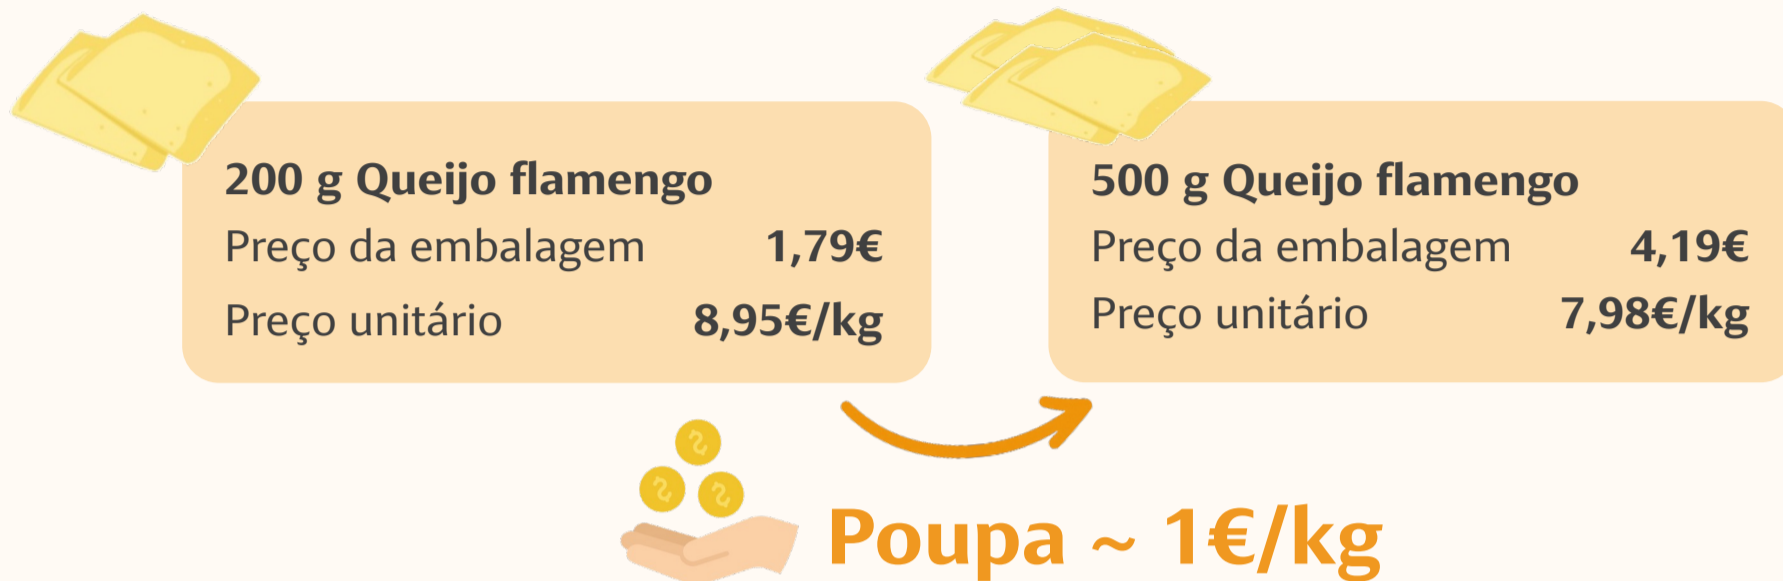 200 g Queijo flamengo
Preço da embalagem 1,79€
Preço unitário 8,95€/kg
500 g Queijo flamengo
Preço da embalagem 4,19€
Preço unitário 7,98€/kg
Poupa ~ 1€/kg